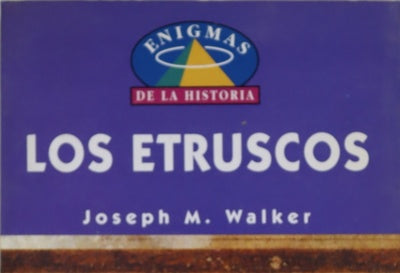 ENIGMAS
DE LA HISTORIA
LOS ETRUSCOS
Joseph M. Walker